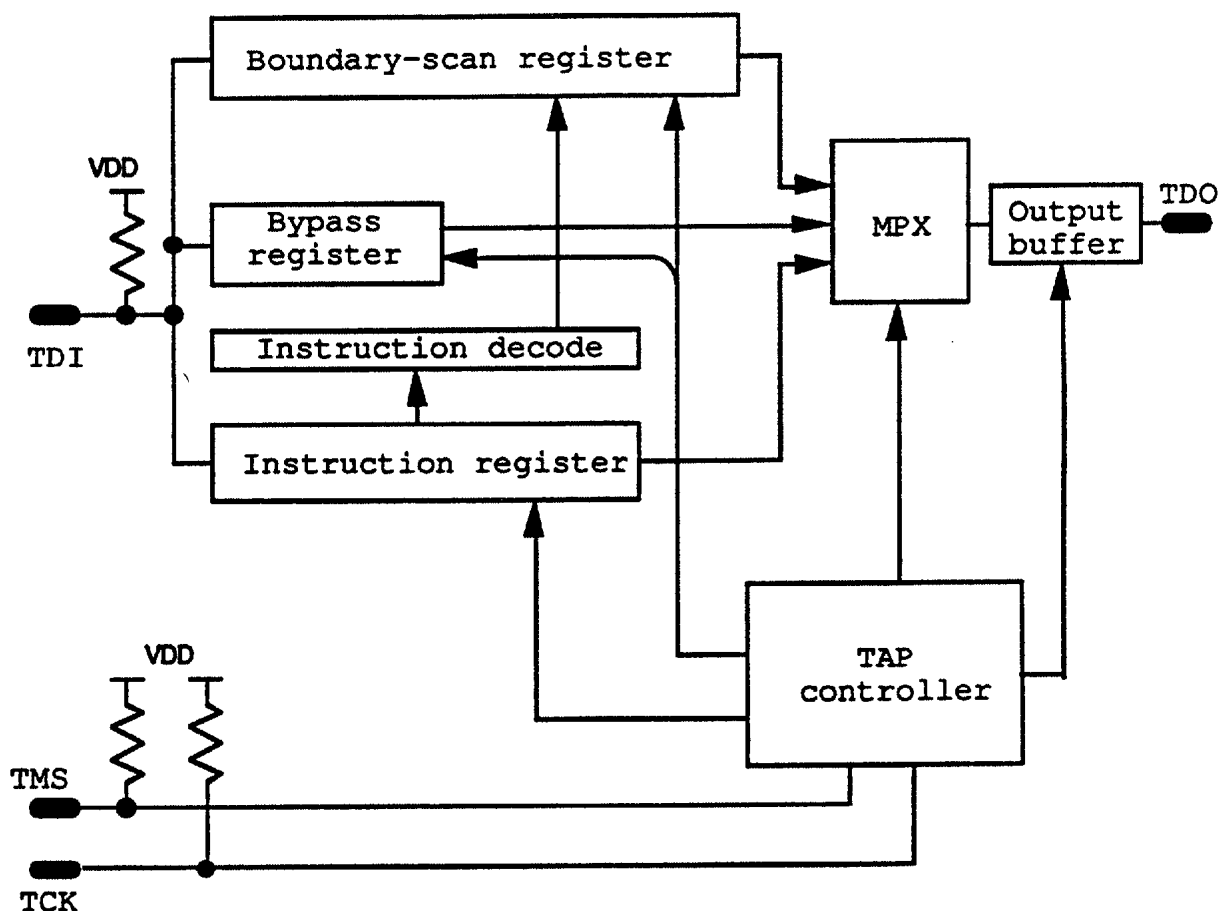 Boundary-scan register
VDD
Bypass
register
MPX
Output
buffer
TDO
TDI
Instruction decode
Instruction register
VDD
TAP
controller
TMS
TCK